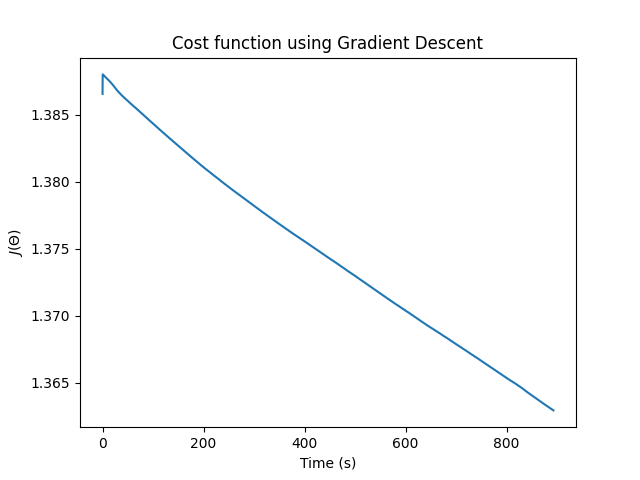 Cost function using Gradient Descent
1.385
1.380
1.375
1.370
1.365
J(Θ)
0 200 400 600 800
Time (s)